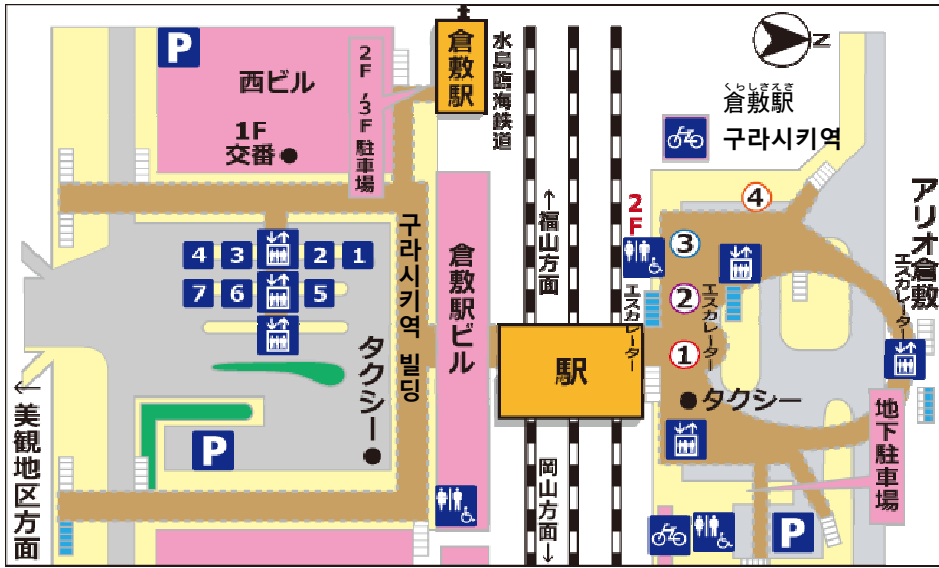 P
西ビル
1F
交番
2F,3F駐車場
倉敷駅
水島臨海鉄道
N
くらしきえき
倉敷駅
구라시키역
アリオ倉敷
エスカレーター
←福山方面
2F
4
3
2
1
7
6
5
구라시키역 빌딩
倉敷駅ビル
④
③
②
①
エスカレーター
エスカレーター
駅
タクシー
タクシー
P
←美観地区方面
岡山方面→
地下駐車場
P